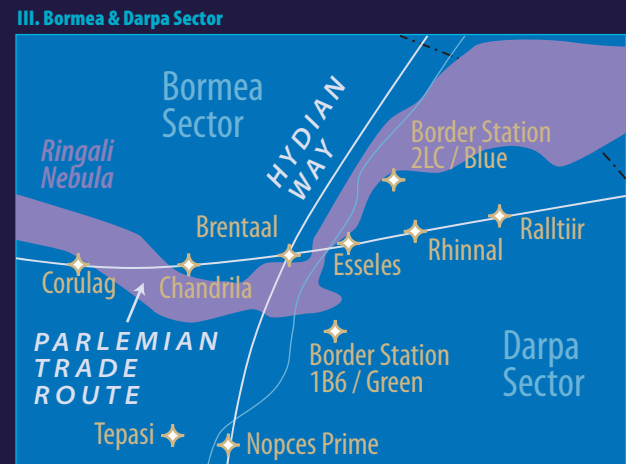 III. Bormea & Darpa Sector
Bormea
Sector
HYDIAN
WAY
Ringali
Nebula
Border Station
2LC / Blue
Brentaal
Ralltiir
Rhinnal
Esseles
Corulag
Chandrila
PARLEMIAN
TRADE
ROUTE
Border Station
1B6 / Green
Darpa
Sector
Tepasi
Nopces Prime